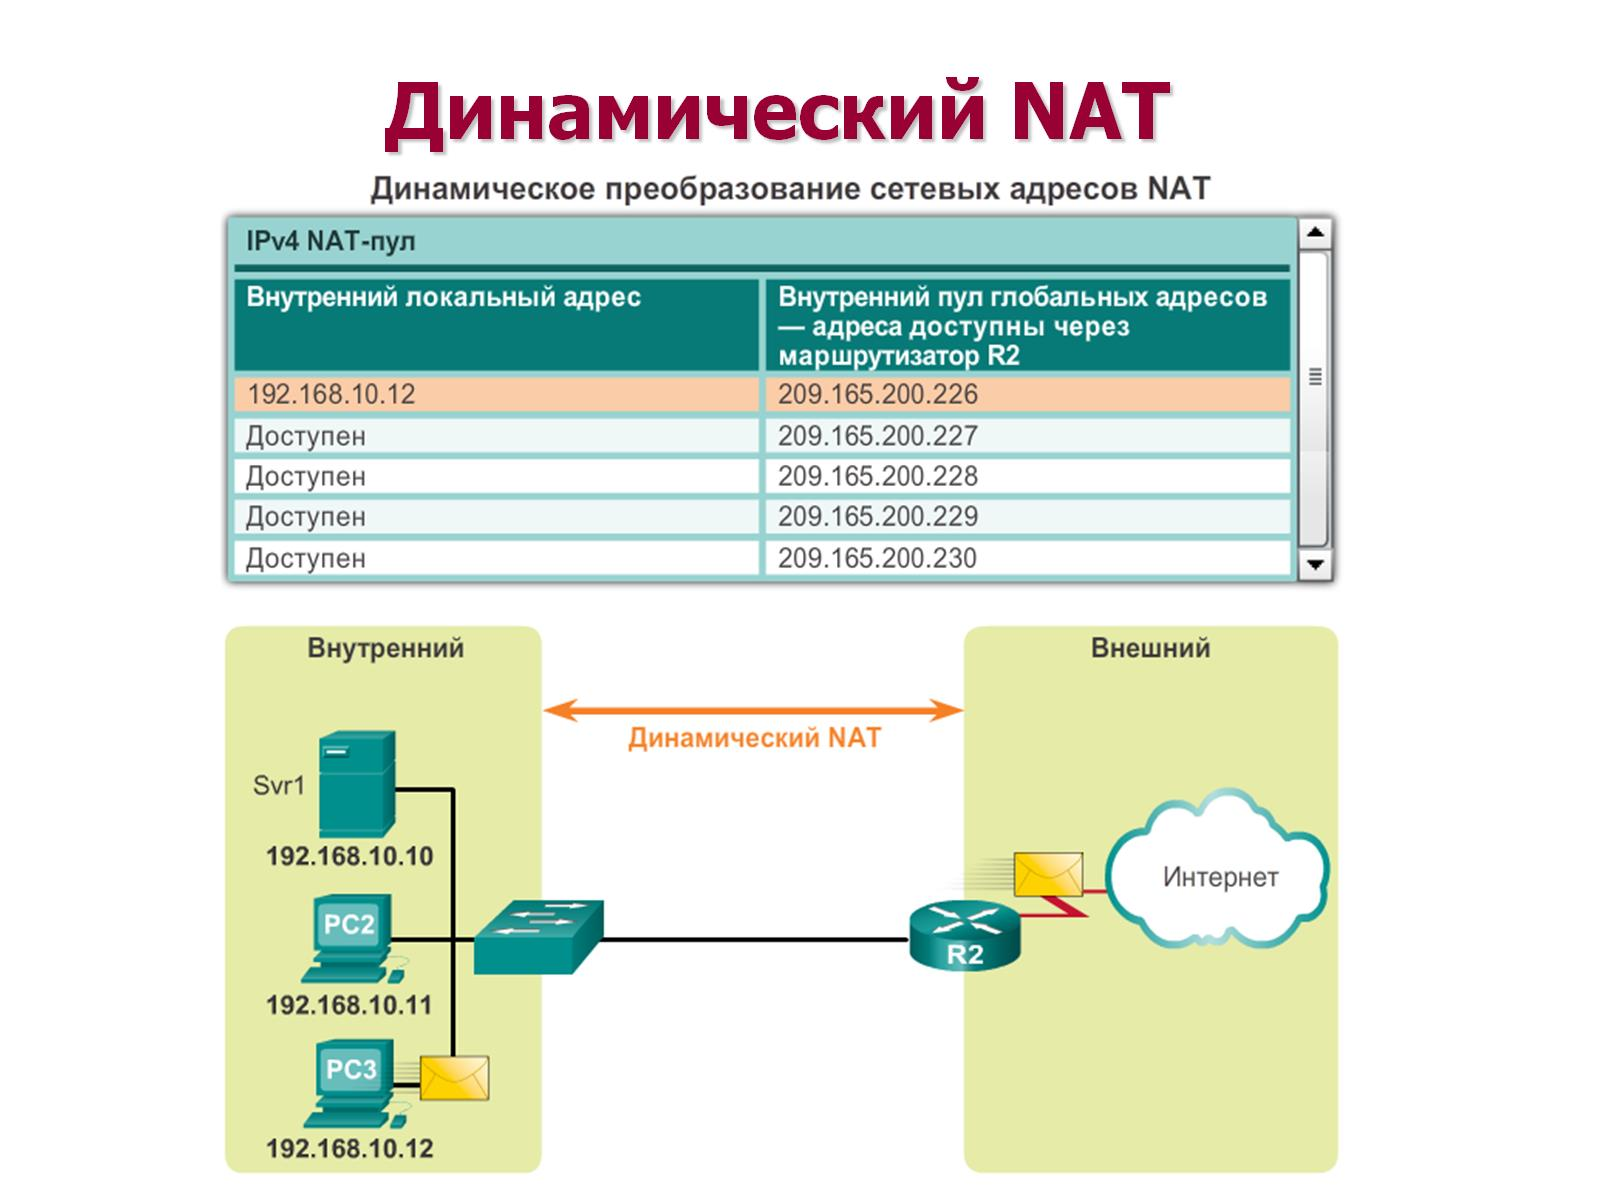 Динамический NAT
Динамическое преобразование сетевых адресов NAT
IPv4 NAT-пул
Внутренний локальный адрес
Внутренний пул глобальных адресов
— адреса доступны через
маршрутизатор R2
192.168.10.12 209.165.200.226
Доступен 209.165.200.227
Доступен 209.165.200.228
Доступен 209.165.200.229
Доступен 209.165.200.230
Внутренний
Внешний
Динамический NAT
Svr1
192.168.10.10
PC2
192.168.10.11
PC3
192.168.10.12
R2
Интернет